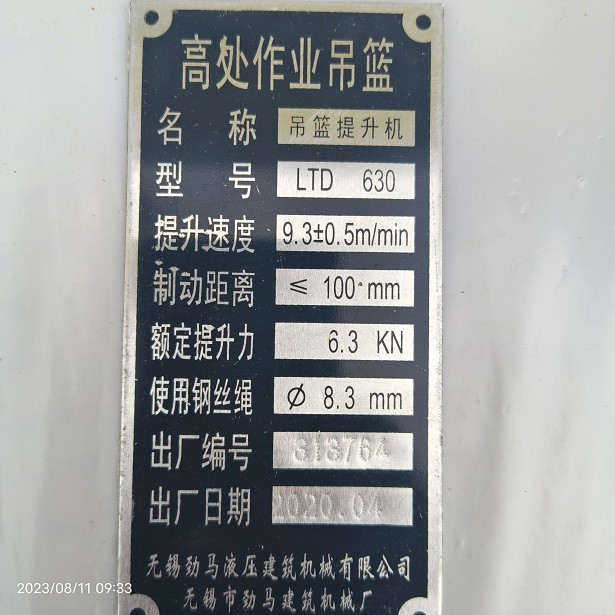 高处作业吊篮
名 称 吊篮提升机
型 号 LTD 630
提升速度 9.3±0.5m/min
制动距离 ≤ 100 mm
额定提升力 6.3 KN
使用钢丝绳 Ø 8.3 mm
出厂编号 313764
出厂日期 2020.04
无锡劲马液压建筑机械有限公司
无锡市劲马建筑机械厂
2023/08/11 09:33